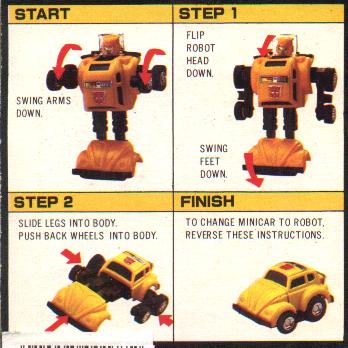 START
SWING ARMS
DOWN.
STEP 1
FLIP
ROBOT
HEAD
DOWN.
SWING
FEET
DOWN.
STEP 2
SLIDE LEGS INTO BODY.
PUSH BACK WHEELS INTO BODY.
FINISH
TO CHANGE MINICAR TO ROBOT,
REVERSE THESE INSTRUCTIONS.